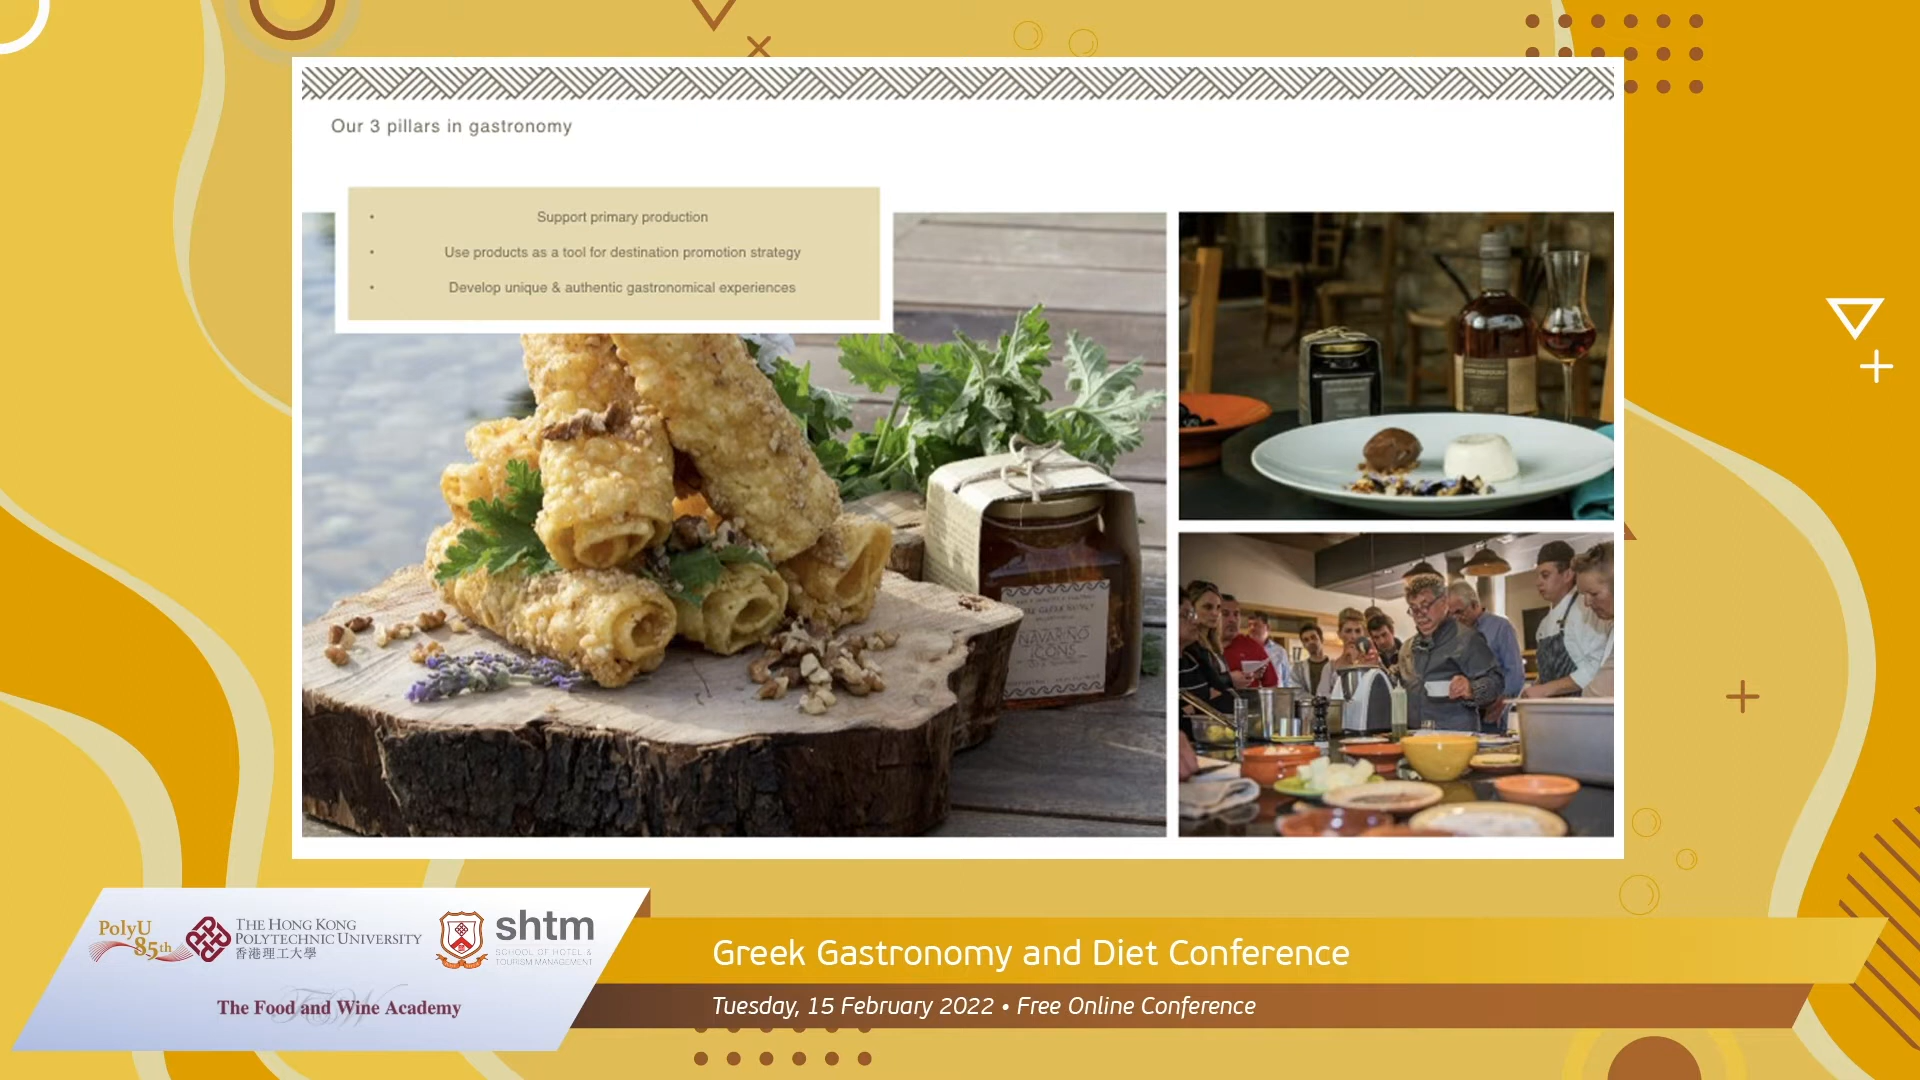 Our 3 pillars in gastronomy
• Support primary production
• Use products as a tool for destination promotion strategy
• Develop unique & authentic gastronomical experiences
NAVARINO
ICONS
PolyU
85th
THE HONG KONG
POLYTECHNIC UNIVERSITY
香港理工大學
shtm
SCHOOL OF HOTEL &
TOURISM MANAGEMENT
The Food and Wine Academy
Greek Gastronomy and Diet Conference
Tuesday, 15 February 2022 • Free Online Conference